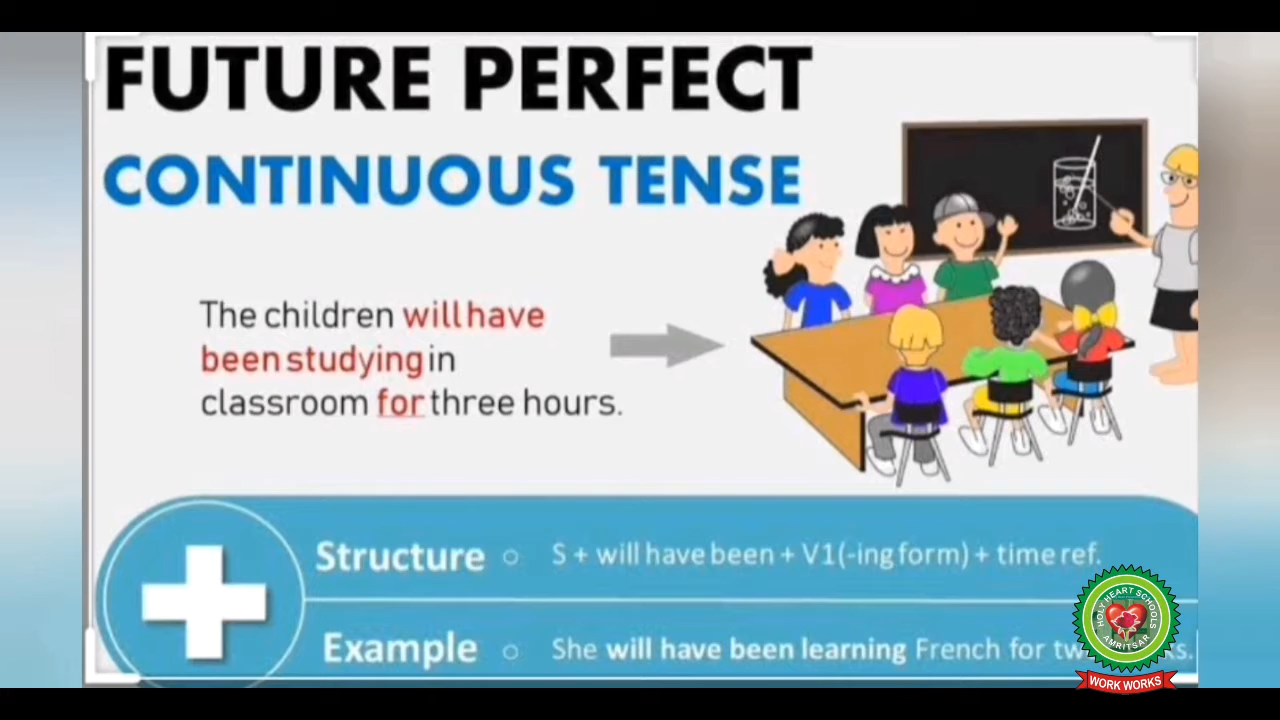 FUTURE PERFECT
CONTINUOUS TENSE
The children will have
been studying in
classroom for three hours.
Structure o S + will have been + V1(-ing form) + time ref.
Example o She will have been learning French for
HOLY HEART SCHOOLS
AMRITSAR
WORK WORKS